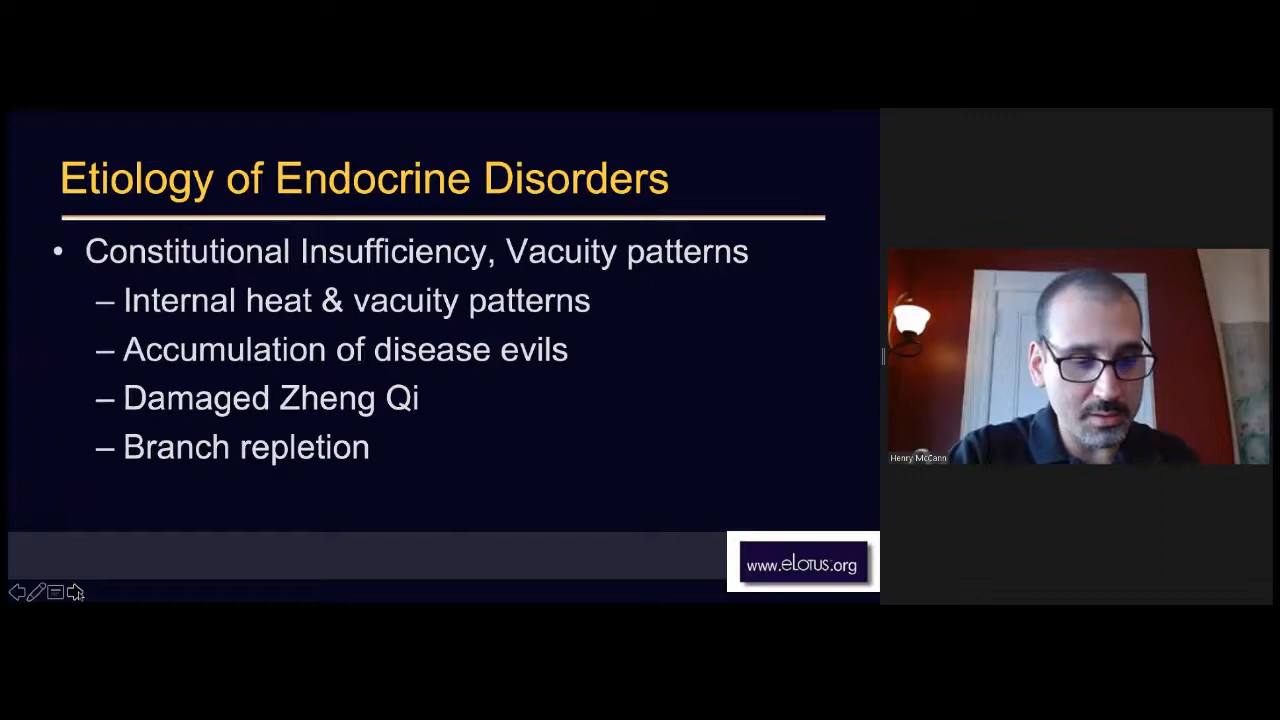 Etiology of Endocrine Disorders
• Constitutional Insufficiency, Vacuity patterns
– Internal heat & vacuity patterns
– Accumulation of disease evils
– Damaged Zheng Qi
– Branch repletion
www.eLOTUS.org
Henry McCann